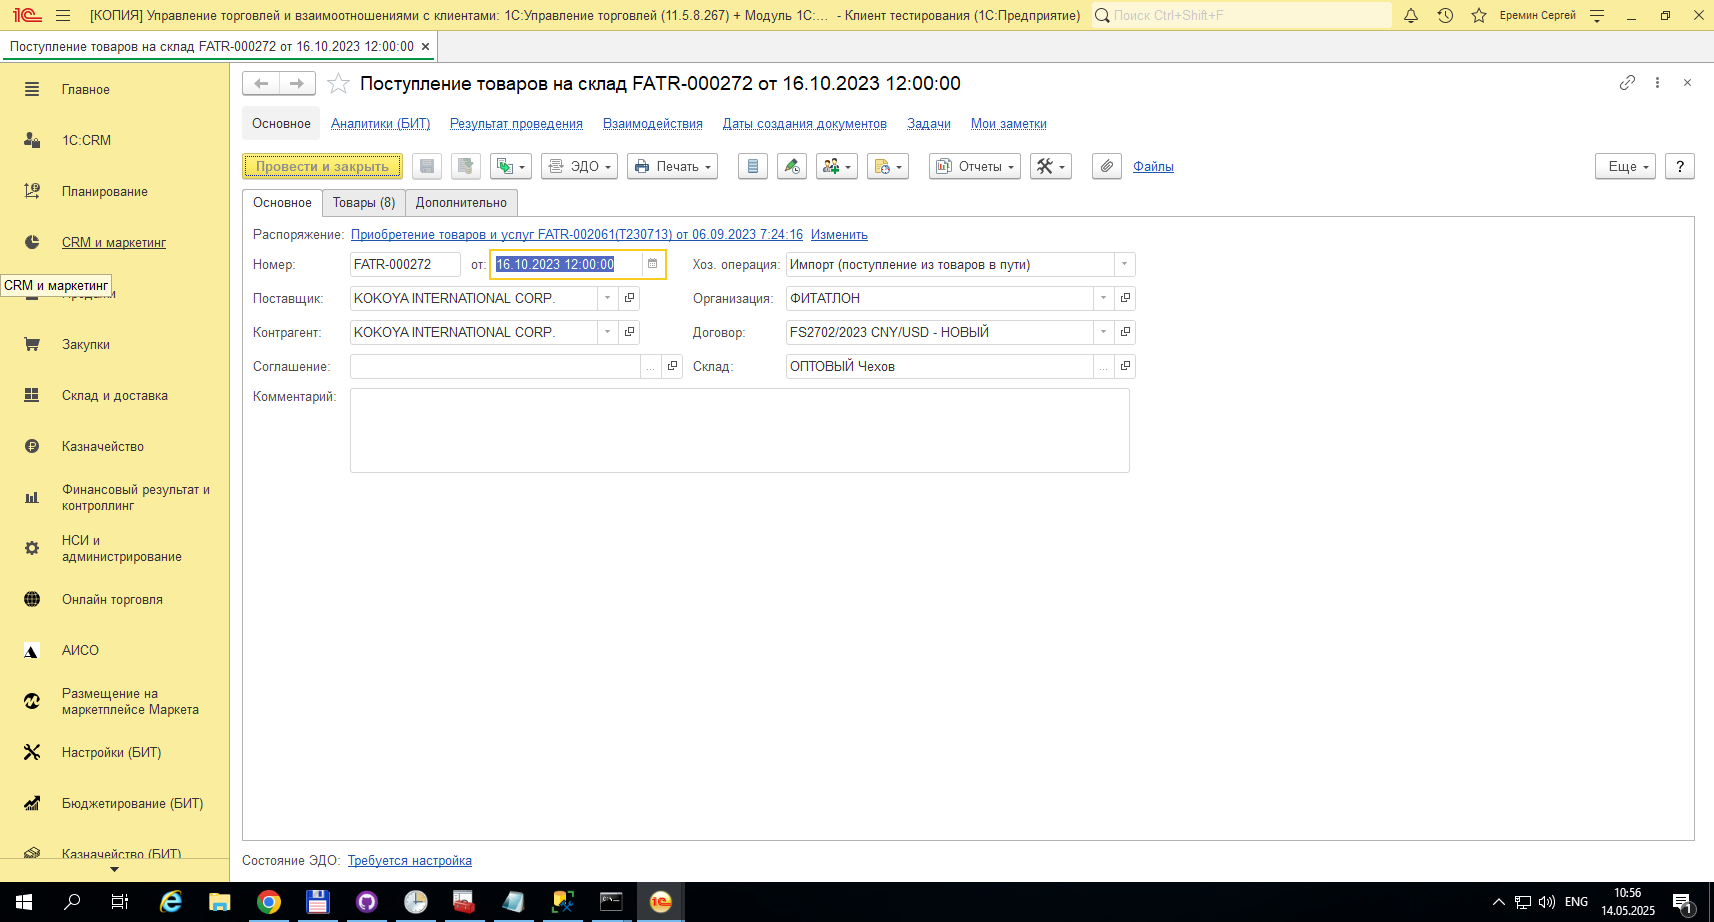 [КОПИЯ] Управление торговлей и взаимоотношениями с клиентами: 1С:Управление торговлей (11.5.8.267) + Модуль 1С:... - Клиент тестирования (1С:Предприятие)
Поиск Ctrl+Shift+F
Еремин Сергей
Поступление товаров на склад FATR-000272 от 16.10.2023 12:00:00 ×
Главное
1С:CRM
Планирование
CRM и маркетинг
CRM и маркетинг
Закупки
Склад и доставка
Казначейство
Финансовый результат и
контроллинг
НСИ и
администрирование
Онлайн торговля
АИСО
Размещение на
маркетплейсе Маркета
Настройки (БИТ)
Бюджетирование (БИТ)
Казначейство (БИТ)
Поступление товаров на склад FATR-000272 от 16.10.2023 12:00:00
Основное Аналитики (БИТ) Результат проведения Взаимодействия Даты создания документов Задачи Мои заметки
Провести и закрыть ЭДО Печать Отчеты Файлы Еще ?
Основное Товары (8) Дополнительно
Распоряжение: Приобретение товаров и услуг FATR-002061(T230713) от 06.09.2023 7:24:16 Изменить
Номер: FATR-000272 от: 16.10.2023 12:00:00 Хоз. операция: Импорт (поступление из товаров в пути)
Поставщик: KOKOYA INTERNATIONAL CORP. Организация: ФИТАТЛОН
Контрагент: KOKOYA INTERNATIONAL CORP. Договор: FS2702/2023 CNY/USD - НОВЫЙ
Соглашение: ... Склад: ОПТОВЫЙ Чехов ...
Комментарий:
Состояние ЭДО: Требуется настройка
ENG
10:56
14.05.2025
1